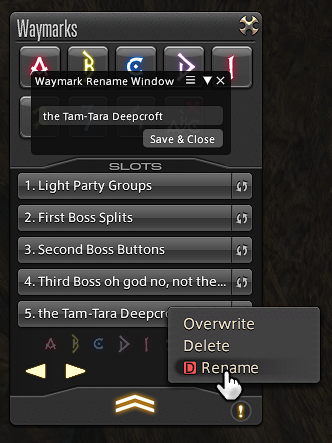 Waymarks
A B C D 1
Waymark Rename Window
the Tam-Tara Deepcroft
Save & Close
SLOTS
1. Light Party Groups
2. First Boss Splits
3. Second Boss Buttons
4. Third Boss oh god no, not the...
5. the Tam-Tara Deepcro
A B C D 1
Overwrite
Delete
D Rename